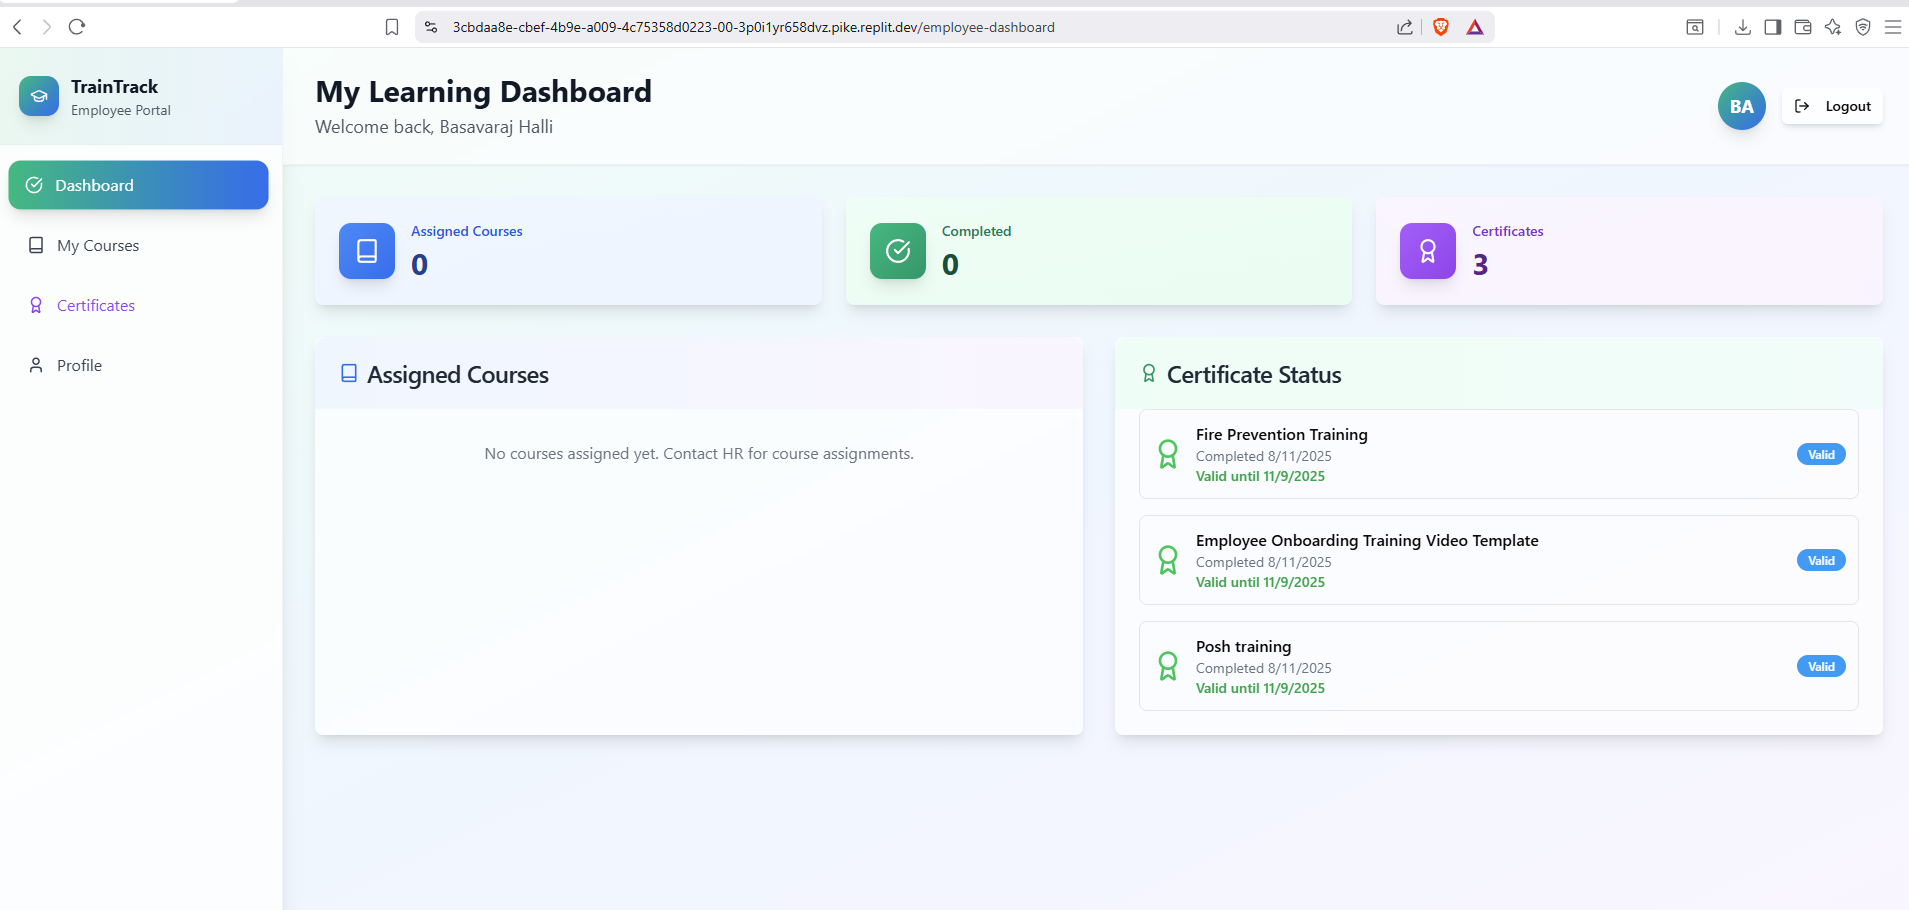 3cbdaa8e-cbef-4b9e-a009-4c75358d0223-00-3p0i1yr658dvz.pike.replit.dev/employee-dashboard
TrainTrack
Employee Portal
Dashboard
My Courses
Certificates
Profile
My Learning Dashboard
Welcome back, Basavaraj Halli
BA
Logout
Assigned Courses
0
Completed
0
Certificates
3
Assigned Courses
No courses assigned yet. Contact HR for course assignments.
Certificate Status
Fire Prevention Training
Completed 8/11/2025
Valid until 11/9/2025
Valid
Employee Onboarding Training Video Template
Completed 8/11/2025
Valid until 11/9/2025
Valid
Posh training
Completed 8/11/2025
Valid until 11/9/2025
Valid